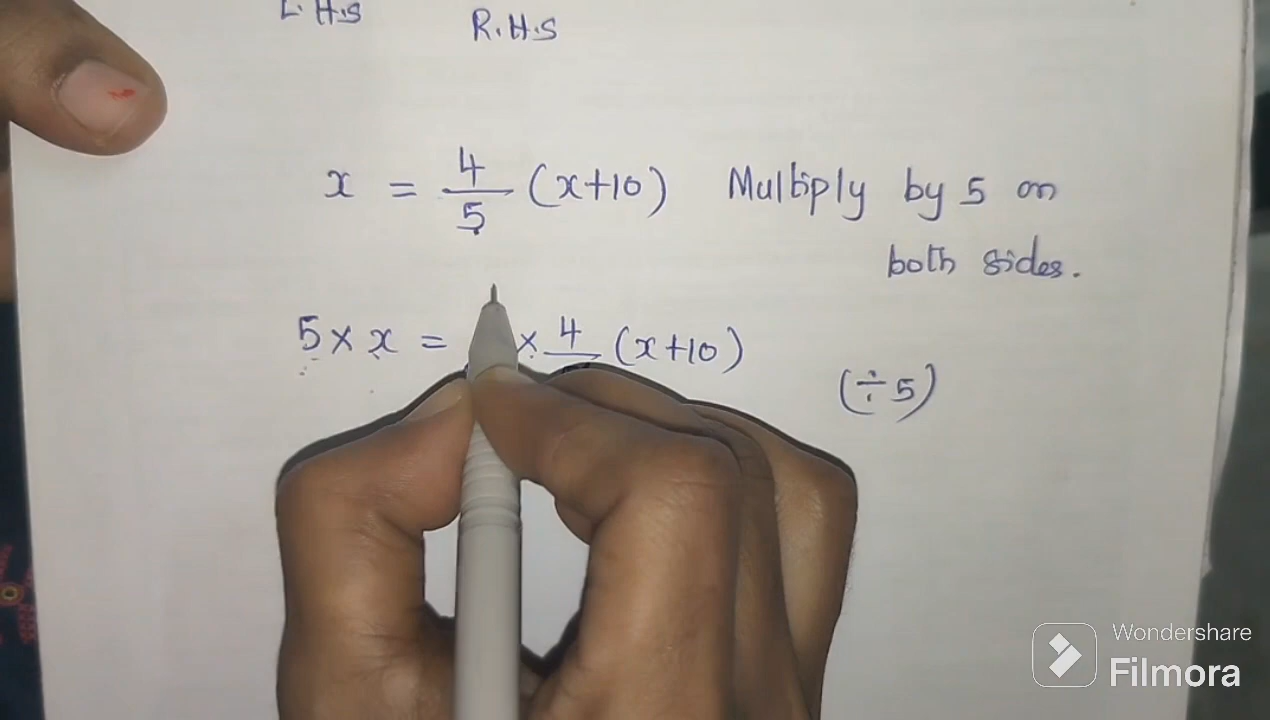 L.H.S R.H.S
x = 4/5 (x+10) Multiply by 5 on
both sides.
5 × x = × 4 (x+10)
(÷5)
Wondershare
Filmora